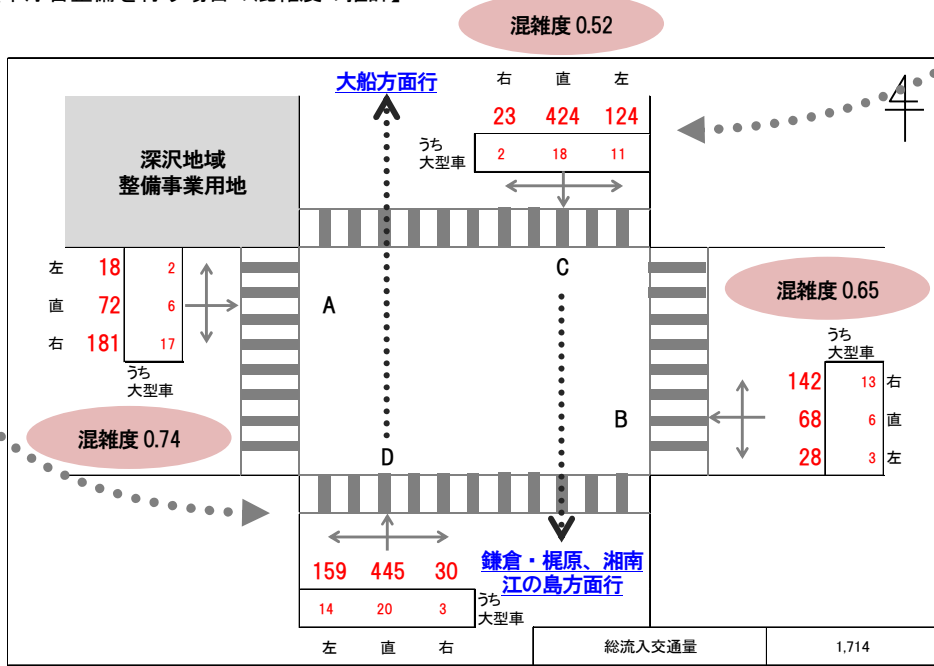 混雑度 0.52
大船方面行
右 直 左
23 424 124
うち
大型車
2 18 11
深沢地域
整備事業用地
左 18 2
直 72 6
右 181 17
うち
大型車
混雑度 0.74
A
C
B
D
混雑度 0.65
うち
大型車
142 13 右
68 6 直
28 3 左
159 445 30
14 20 3
うち
大型車
左 直 右
鎌倉・梶原、湘南
江の島方面行
総流入交通量 1,714